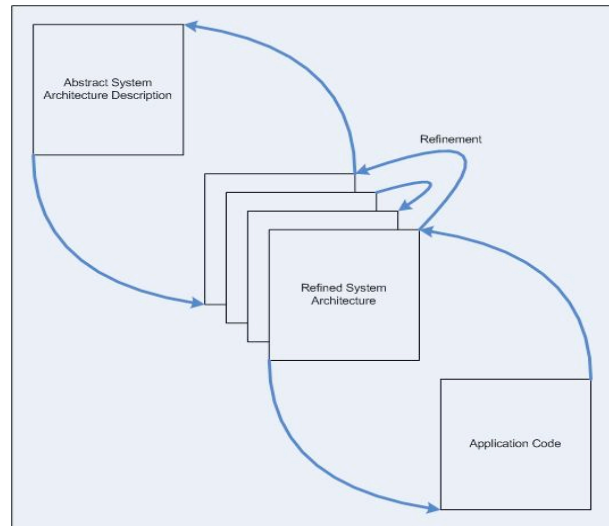 Abstract System
Architecture Description
Refinement
Refined System
Architecture
Application Code